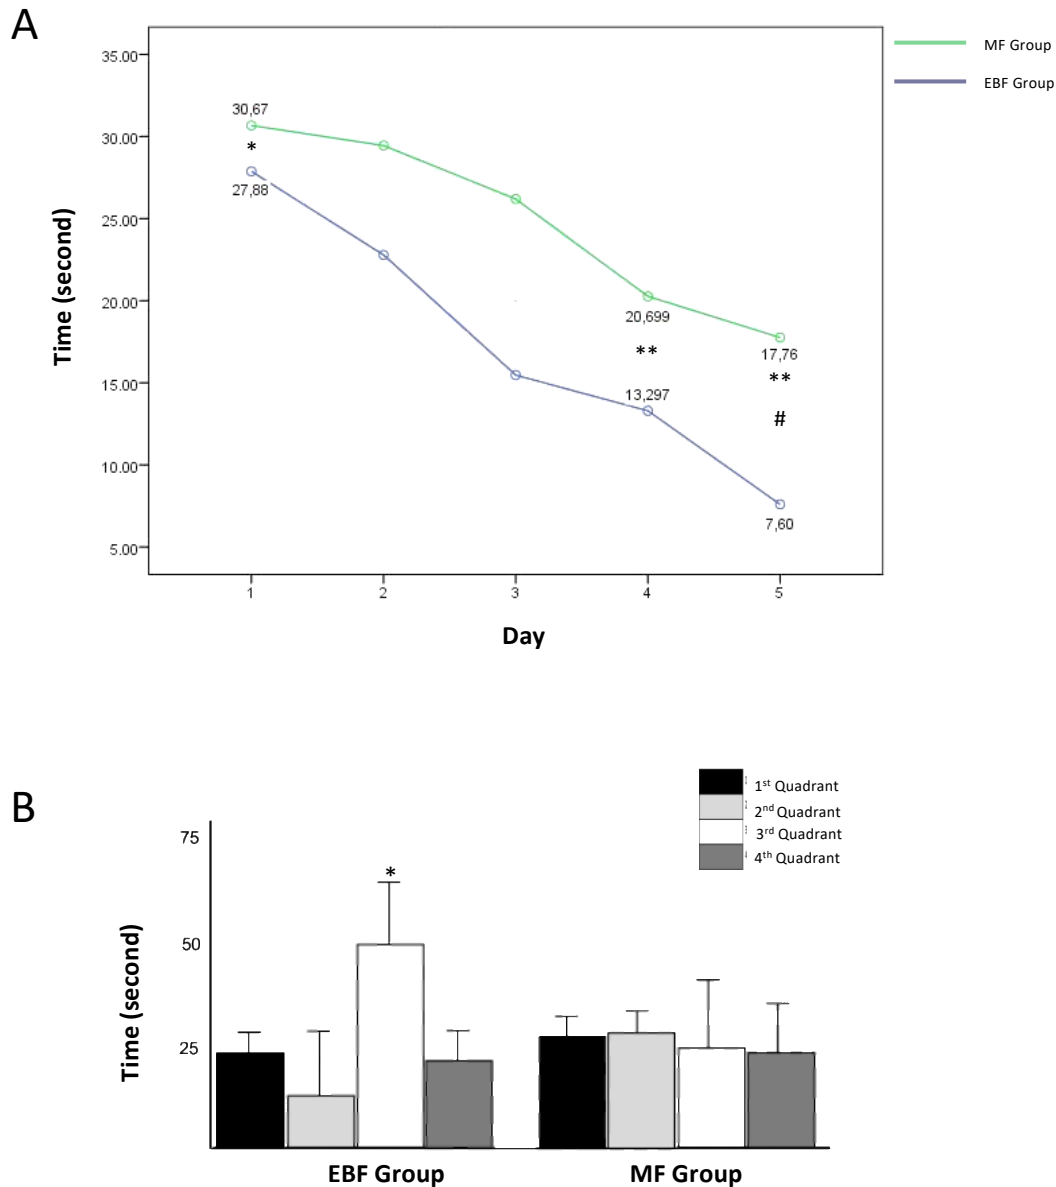 A
MF Group
EBF Group
35.00
30.00
25.00
20.00
15.00
10.00
5.00
Time (second)
30,67
*
27,88
20,699
**
13,297
17,76
**
#
7,60
1 2 3 4 5
Day
B
1st Quadrant
2nd Quadrant
3rd Quadrant
4th Quadrant
75
50
25
Time (second)
*
EBF Group MF Group